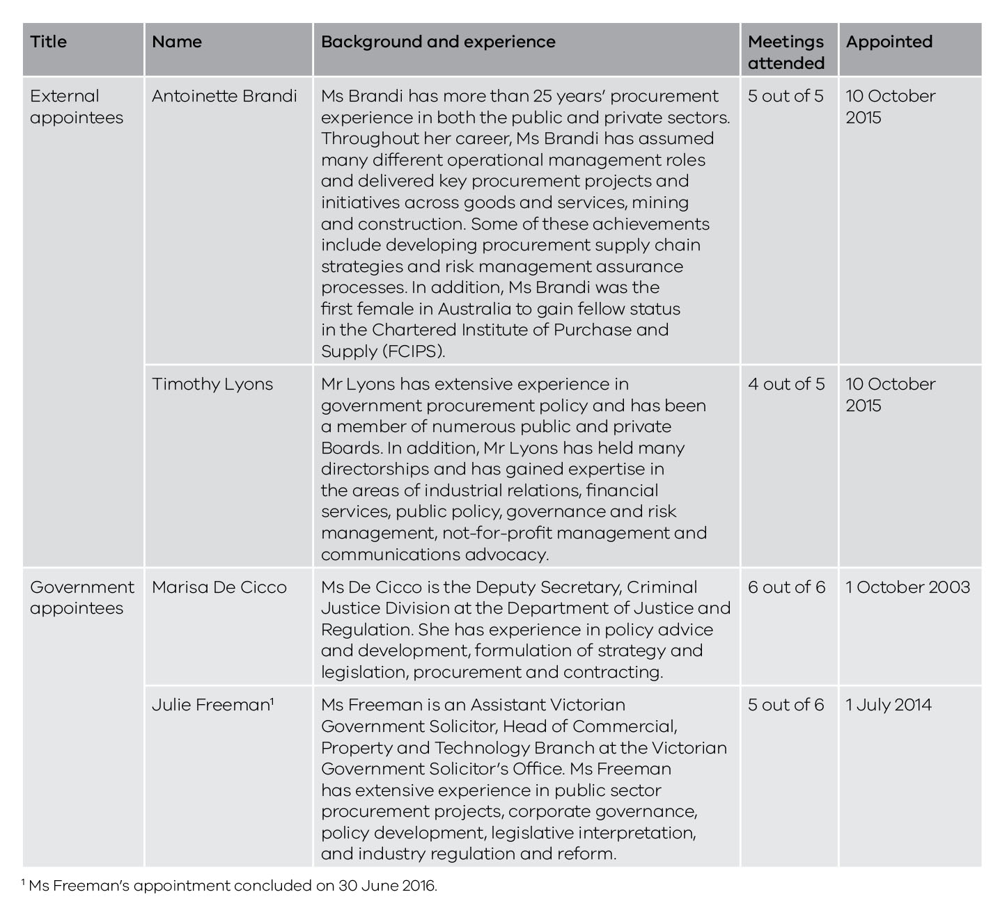 Title
Name
Background and experience
Meetings
attended
Appointed
External
appointees
Antoinette Brandi
Ms Brandi has more than 25 years’ procurement
experience in both the public and private sectors.
Throughout her career, Ms Brandi has assumed
many different operational management roles
and delivered key procurement projects and
initiatives across goods and services, mining
and construction. Some of these achievements
include developing procurement supply chain
strategies and risk management assurance
processes. In addition, Ms Brandi was the
first female in Australia to gain fellow status
in the Chartered Institute of Purchase and
Supply (FCIPS).
5 out of 5
10 October
2015
Timothy Lyons
Mr Lyons has extensive experience in
government procurement policy and has been
a member of numerous public and private
Boards. In addition, Mr Lyons has held many
directorships and has gained expertise in
the areas of industrial relations, financial
services, public policy, governance and risk
management, not-for-profit management and
communications advocacy.
4 out of 5
10 October
2015
Government
appointees
Marisa De Cicco
Ms De Cicco is the Deputy Secretary, Criminal
Justice Division at the Department of Justice and
Regulation. She has experience in policy advice
and development, formulation of strategy and
legislation, procurement and contracting.
6 out of 6
1 October 2003
Julie Freeman¹
Ms Freeman is an Assistant Victorian
Government Solicitor, Head of Commercial,
Property and Technology Branch at the Victorian
Government Solicitor’s Office. Ms Freeman
has extensive experience in public sector
procurement projects, corporate governance,
policy development, legislative interpretation,
and industry regulation and reform.
5 out of 6
1 July 2014
¹ Ms Freeman’s appointment concluded on 30 June 2016.